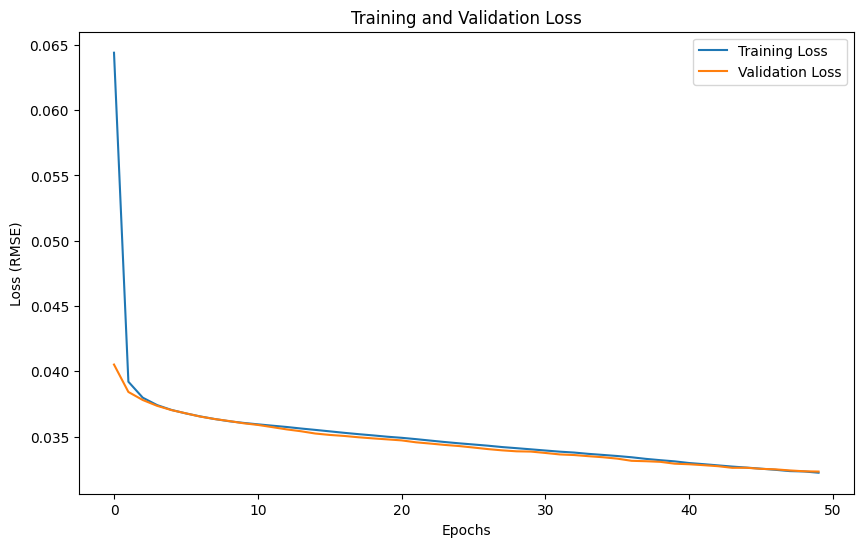 Training and Validation Loss
Training Loss
Validation Loss
0.065
0.060
0.055
0.050
0.045
0.040
0.035
Loss (RMSE)
0 10 20 30 40 50
Epochs